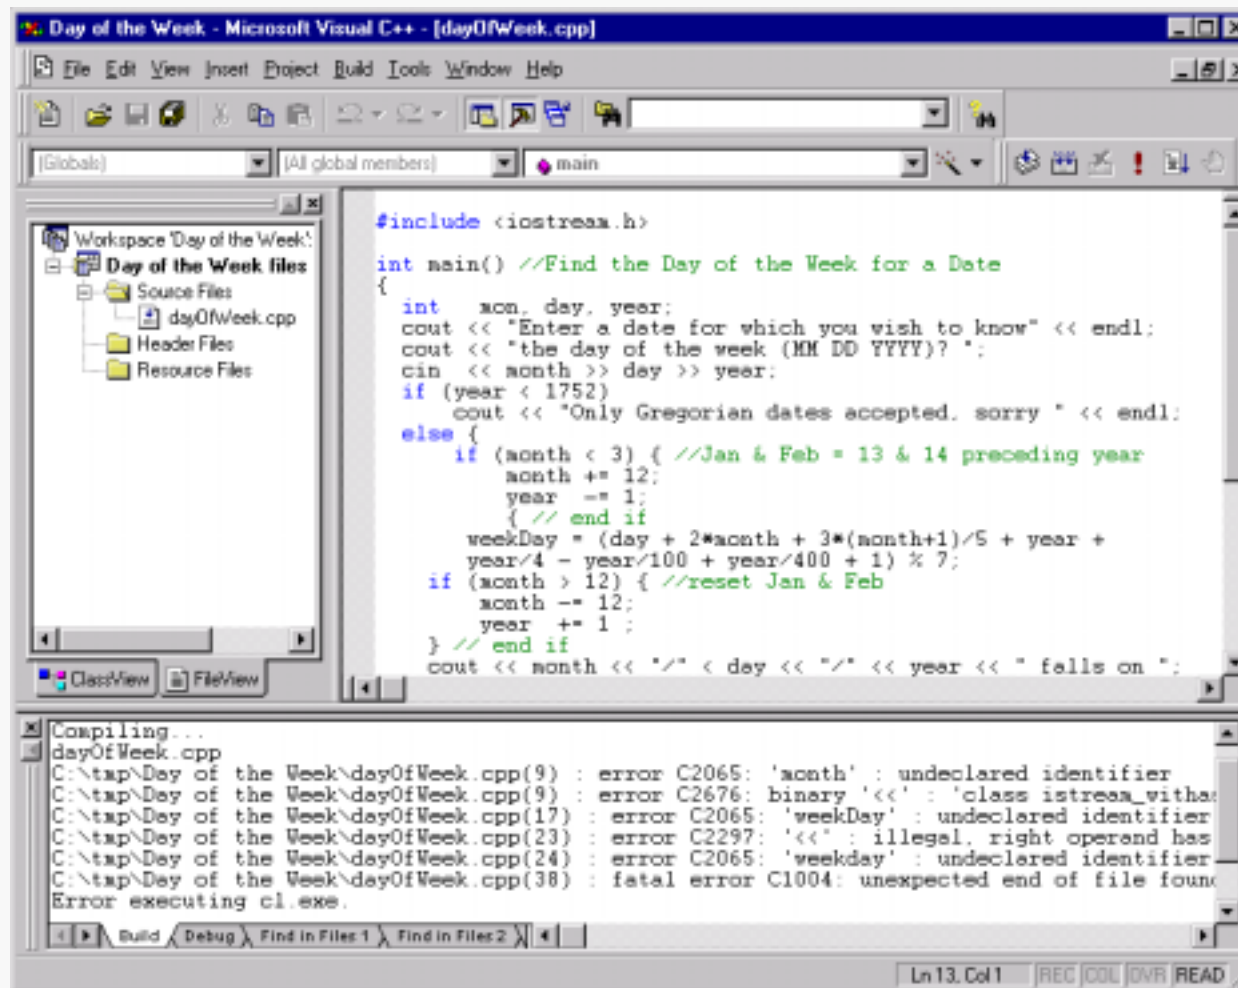 Day of the Week - Microsoft Visual C++ - [dayOfWeek.cpp]
File Edit View Insert Project Build Tools Window Help
(Globals) (All global members) main
Workspace 'Day of the Week':
Day of the Week files
Source Files
dayOfWeek.cpp
Header Files
Resource Files
ClassView FileView
#include <iostream.h>
int main() //Find the Day of the Week for a Date
{
int mon, day, year;
cout << "Enter a date for which you wish to know" << endl;
cout << "the day of the week (MM DD YYYY)? ";
cin << month >> day >> year;
if (year < 1752)
cout << "Only Gregorian dates accepted, sorry " << endl;
else {
if (month < 3) { //Jan & Feb = 13 & 14 preceding year
month += 12;
year -= 1;
{ // end if
weekDay = (day + 2*month + 3*(month+1)/5 + year +
year/4 - year/100 + year/400 + 1) % 7;
if (month > 12) { //reset Jan & Feb
month -= 12;
year += 1 ;
} // end if
cout << month << "/" < day << "/" << year << " falls on ";
Compiling...
dayOfWeek.cpp
C:\tmp\Day of the Week\dayOfWeek.cpp(9) : error C2065: 'month' : undeclared identifier
C:\tmp\Day of the Week\dayOfWeek.cpp(9) : error C2676: binary '<<' : 'class istream_withas
C:\tmp\Day of the Week\dayOfWeek.cpp(17) : error C2065: 'weekDay' : undeclared identifier
C:\tmp\Day of the Week\dayOfWeek.cpp(23) : error C2297: '<<' : illegal, right operand has
C:\tmp\Day of the Week\dayOfWeek.cpp(24) : error C2065: 'weekday' : undeclared identifier
C:\tmp\Day of the Week\dayOfWeek.cpp(38) : fatal error C1004: unexpected end of file foun
Error executing cl.exe.
Build Debug Find in Files 1 Find in Files 2
Ln 13, Col 1 REC COL OVR READ